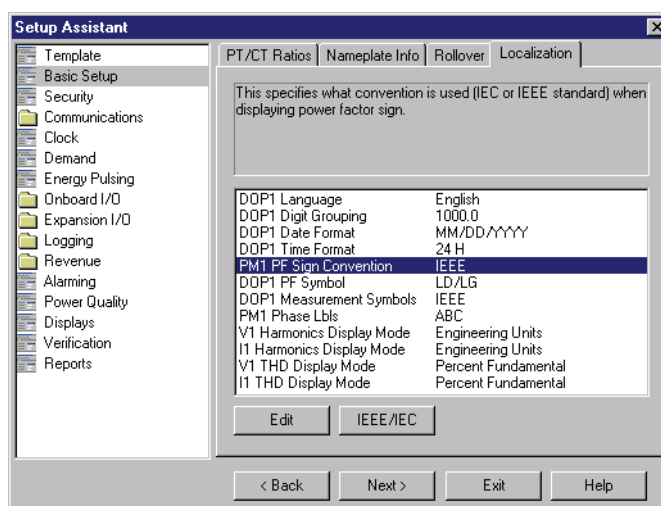 Setup Assistant
Template
Basic Setup
Security
Communications
Clock
Demand
Energy Pulsing
Onboard I/O
Expansion I/O
Logging
Revenue
Alarming
Power Quality
Displays
Verification
Reports
PT/CT Ratios Nameplate Info Rollover Localization
This specifies what convention is used (IEC or IEEE standard) when
displaying power factor sign.
DOP1 Language English
DOP1 Digit Grouping 1000.0
DOP1 Date Format MM/DD/YYYY
DOP1 Time Format 24 H
PM1 PF Sign Convention IEEE
DOP1 PF Symbol LD/LG
DOP1 Measurement Symbols IEEE
PM1 Phase Lbls ABC
V1 Harmonics Display Mode Engineering Units
I1 Harmonics Display Mode Engineering Units
V1 THD Display Mode Percent Fundamental
I1 THD Display Mode Percent Fundamental
Edit IEEE/IEC
< Back Next > Exit Help